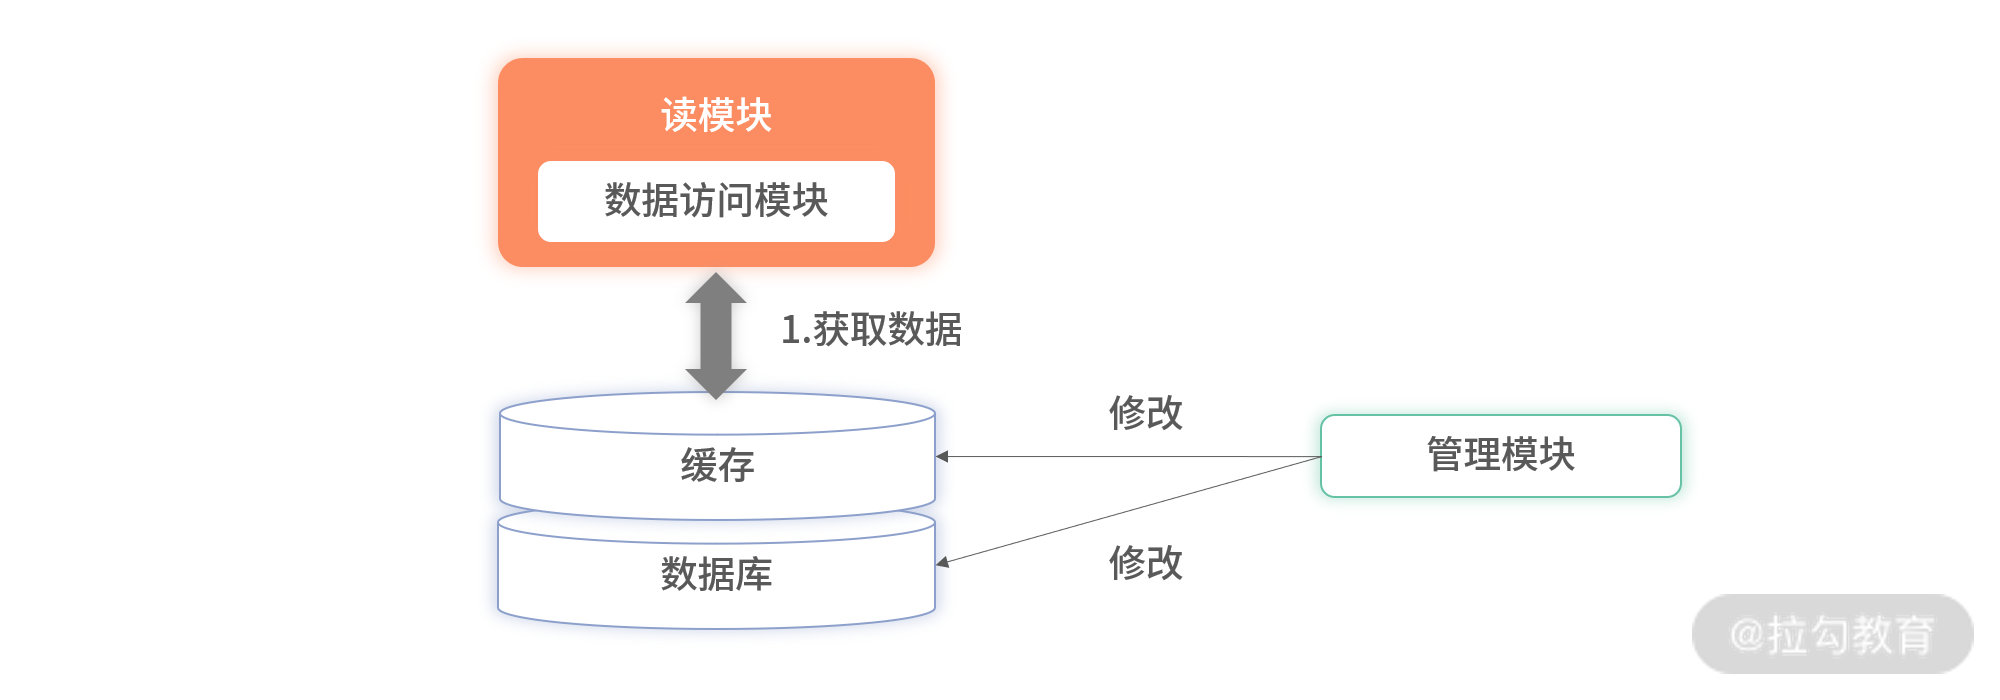 读模块
数据访问模块
1.获取数据
修改
管理模块
缓存
修改
数据库
@拉勾教育